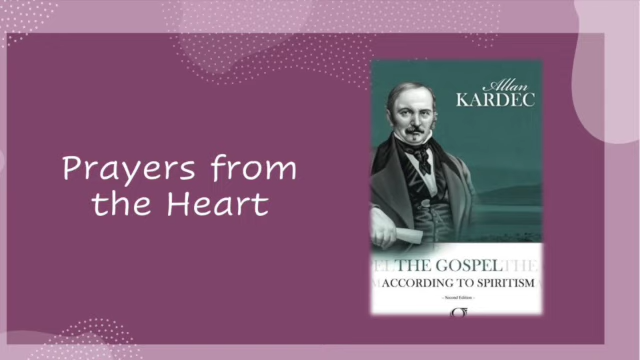 Prayers from
the Heart
Allan
KARDEC
THE GOSPEL
ACCORDING TO SPIRITISM
- Second Edition -